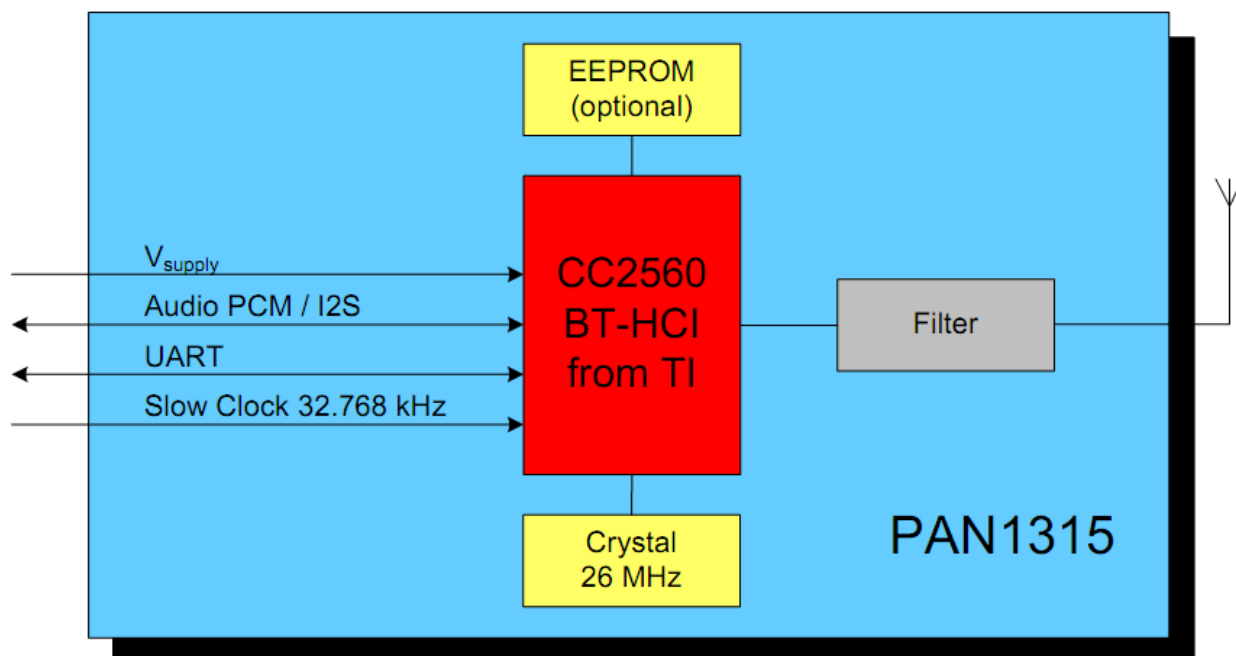 EEPROM
(optional)
Vsupply
Audio PCM / I2S
UART
Slow Clock 32.768 kHz
CC2560
BT-HCI
from TI
Filter
Crystal
26 MHz
PAN1315